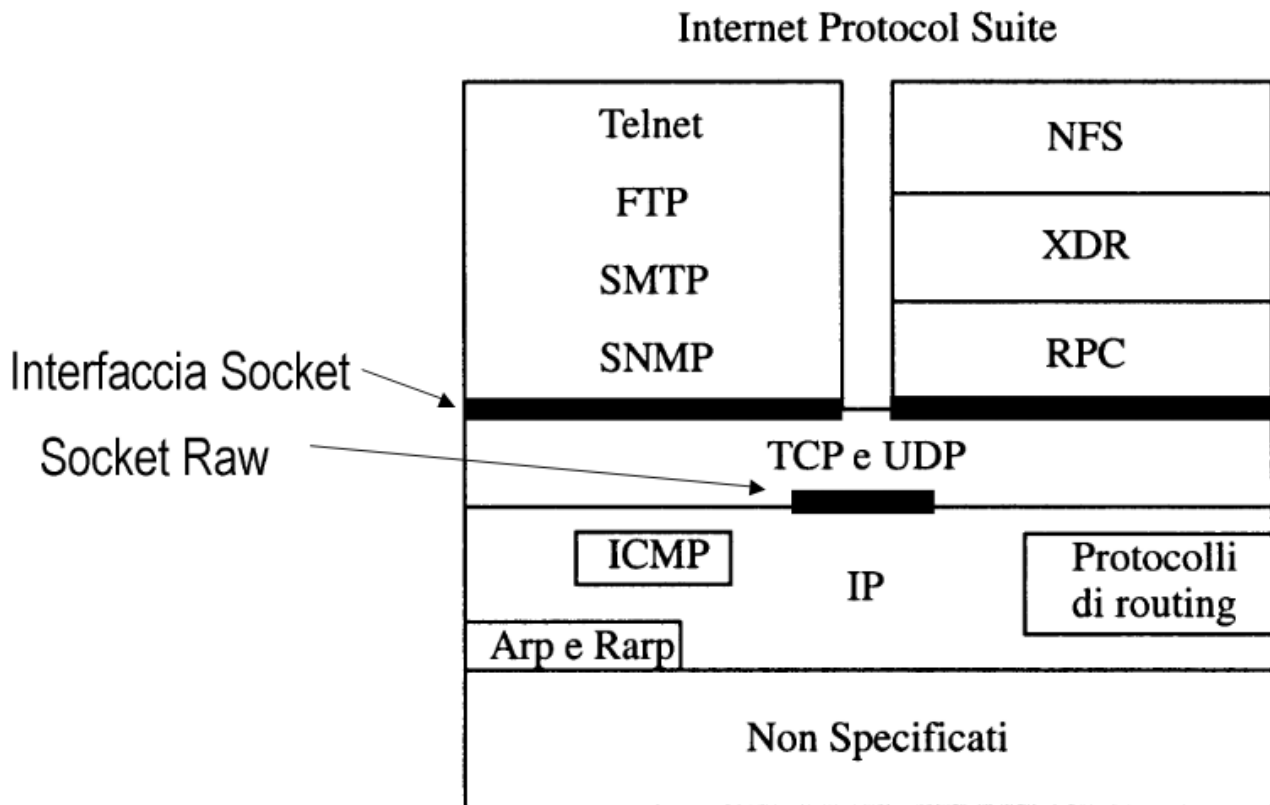 Internet Protocol Suite
Telnet
FTP
SMTP
SNMP
NFS
XDR
RPC
Interfaccia Socket
Socket Raw
TCP e UDP
ICMP
IP
Protocolli
di routing
Arp e Rarp
Non Specificati